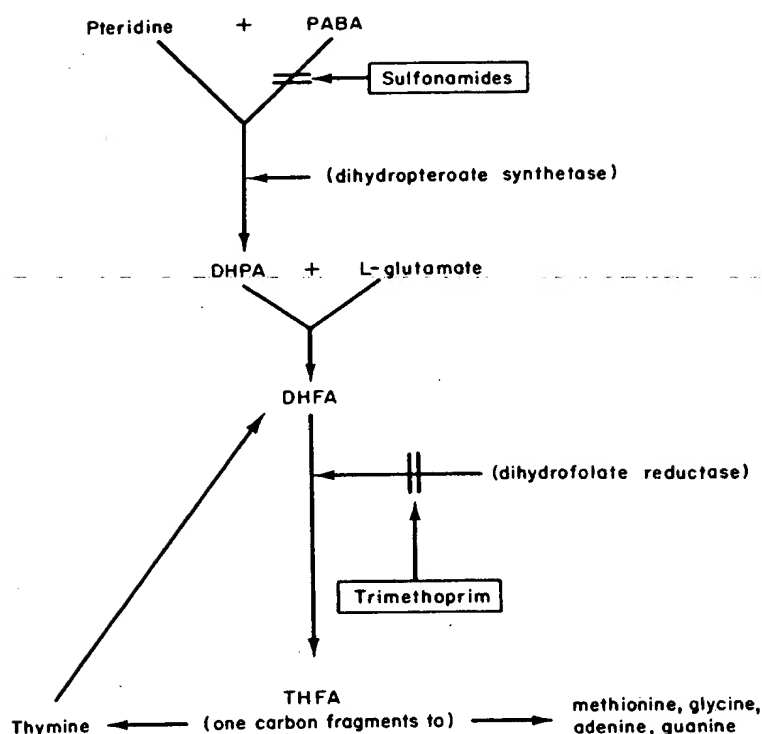 Pteridine + PABA
Sulfonamides
(dihydropteroate synthetase)
DHPA + L-glutamate
DHFA
(dihydrofolate reductase)
Trimethoprim
THFA
Thymine (one carbon fragments to) methionine, glycine,
adenine, guanine